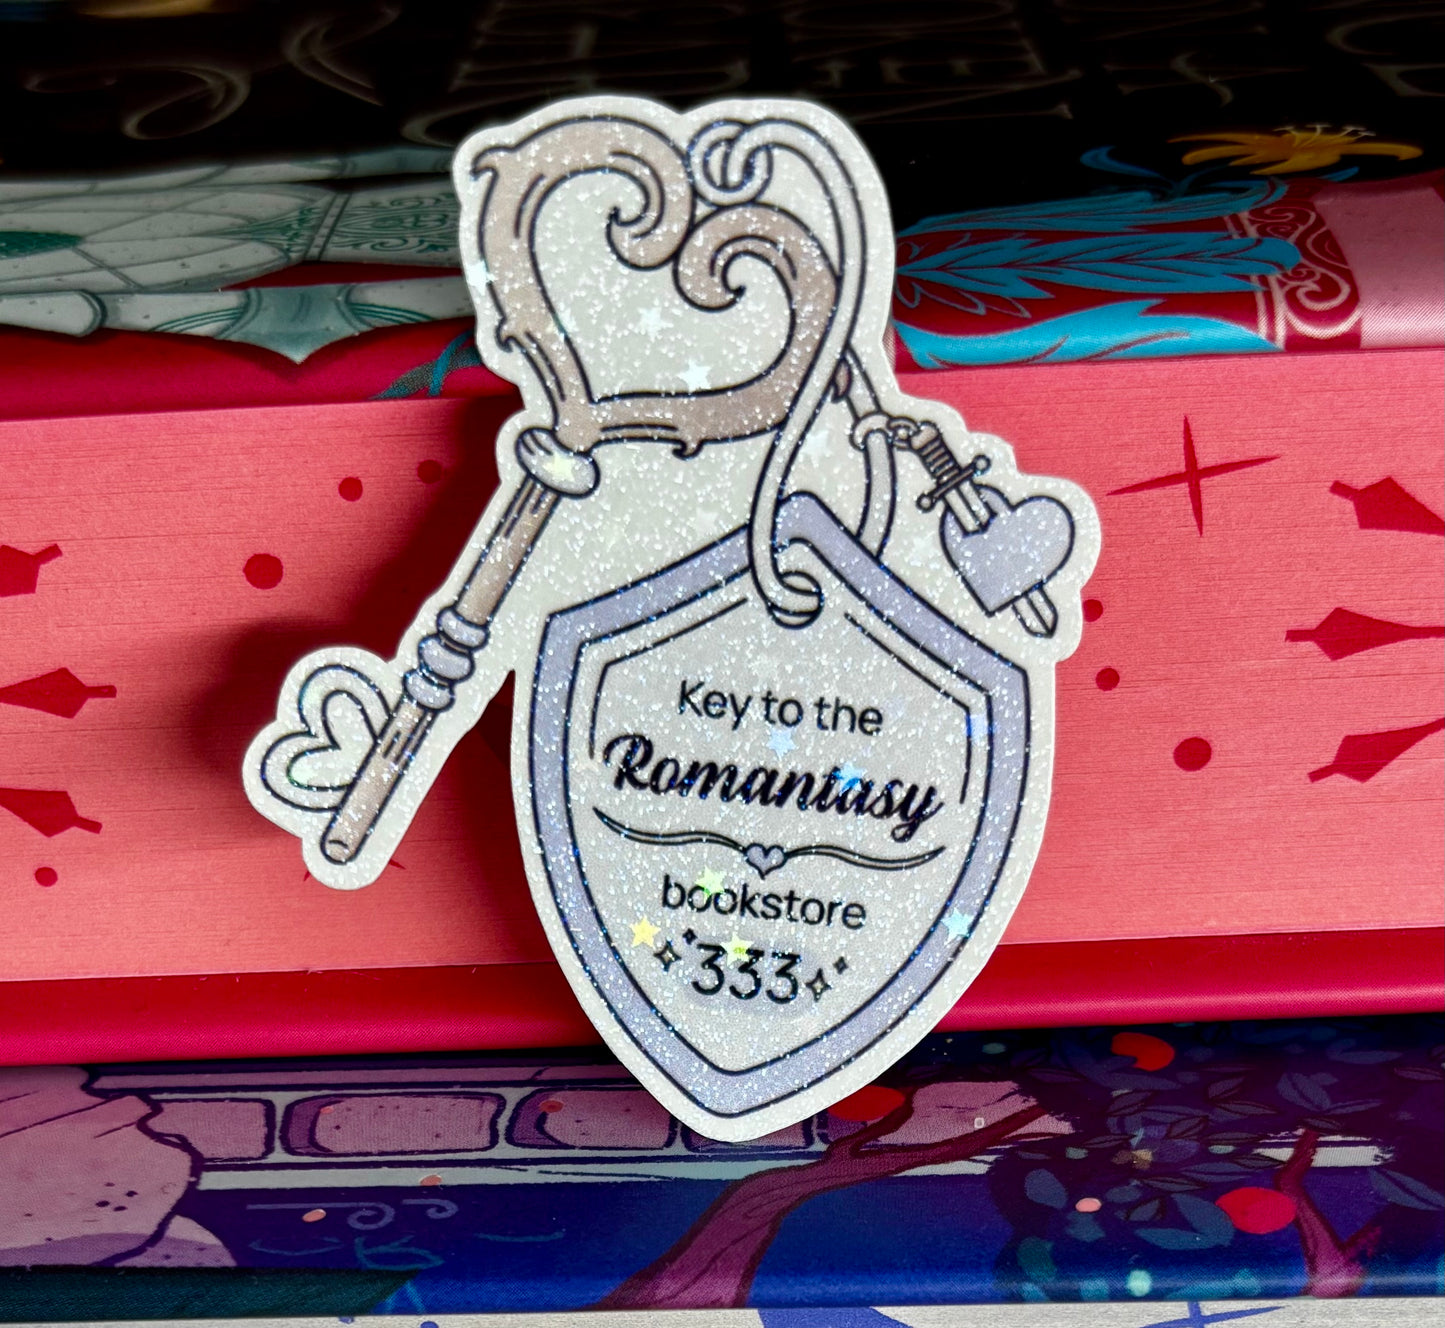 Key to the
Romantasy
bookstore
333